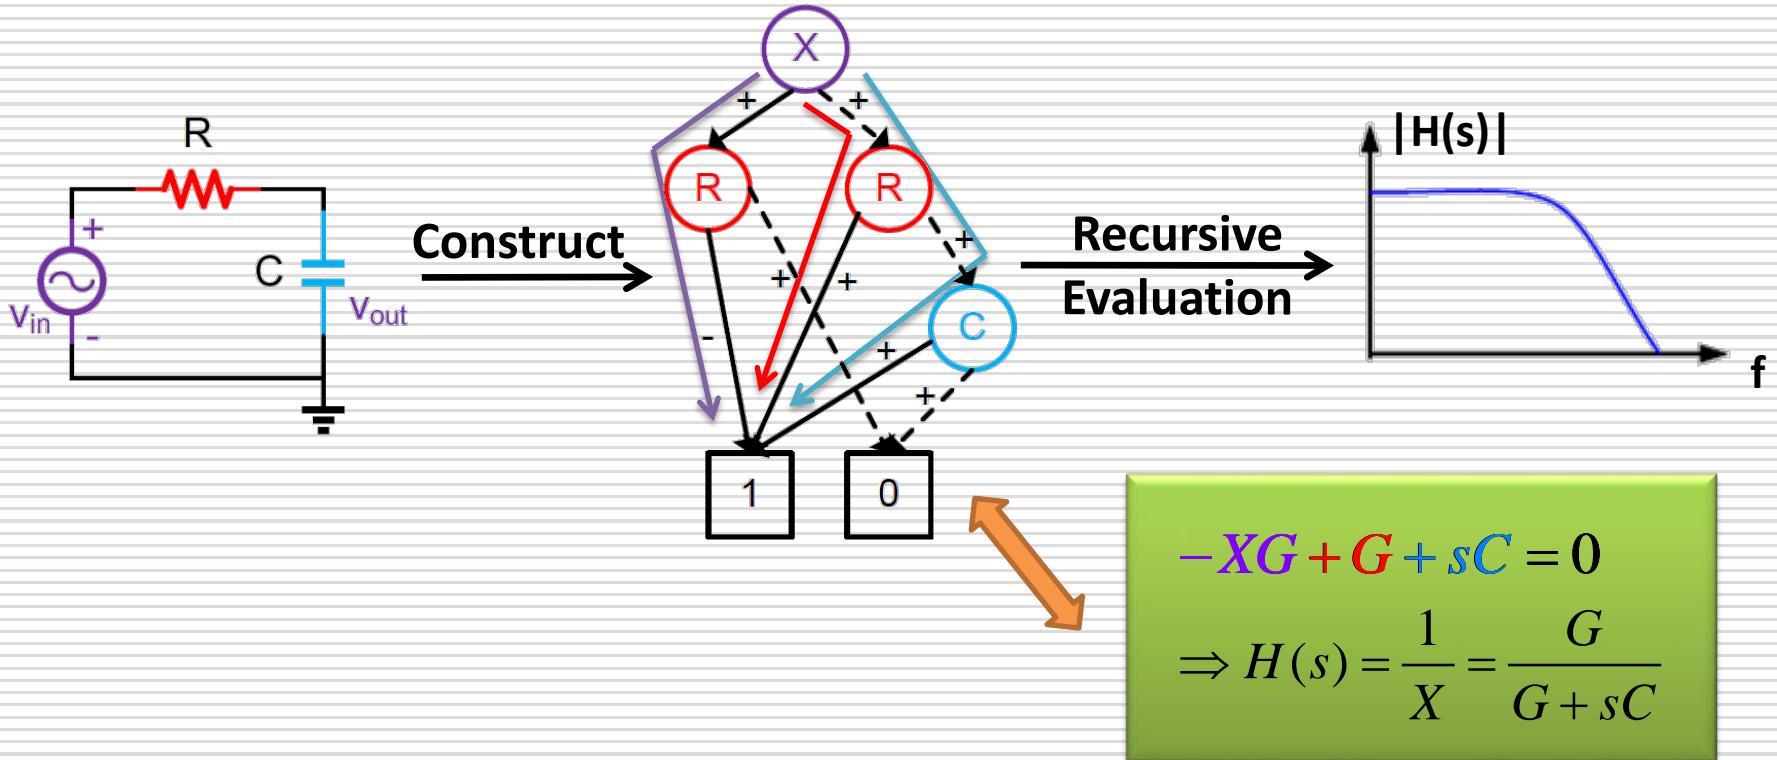 R
+
C
vin
vout
-
Construct
X
+ +
R R
+
+ +
- C
+
+
1 0
Recursive
Evaluation
|H(s)|
f
−XG + G + sC = 0
⇒ H(s) = 1/X = G/(G + sC)